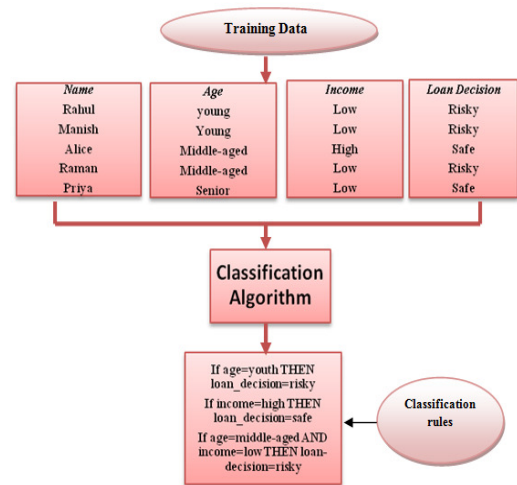 Training Data
Name
Rahul
Manish
Alice
Raman
Priya
Age
young
Young
Middle-aged
Middle-aged
Senior
Income
Low
Low
High
Low
Low
Loan Decision
Risky
Risky
Safe
Risky
Safe
Classification
Algorithm
If age=youth THEN
loan_decision=risky
If income=high THEN
loan_decision=safe
If age=middle-aged AND
income=low THEN loan-
decision=risky
Classification
rules